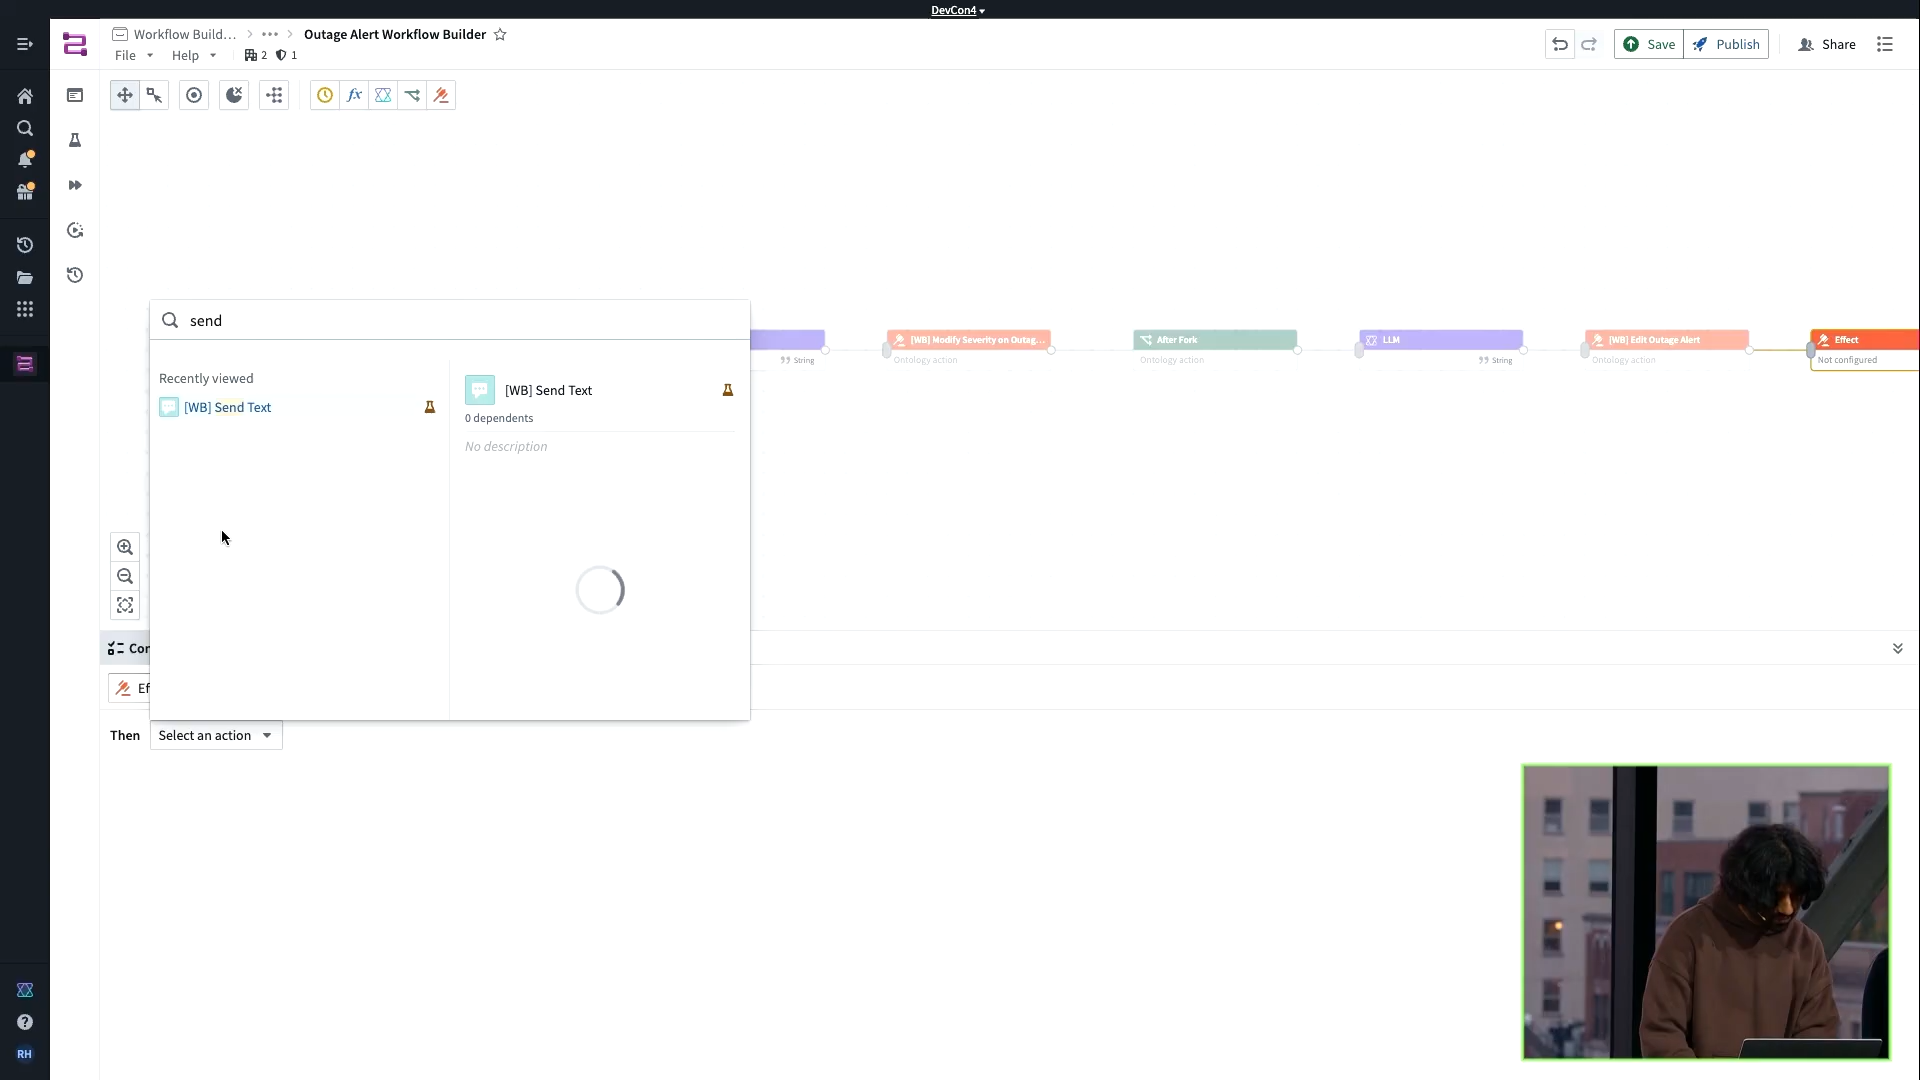 DevCon4
Workflow Build... > ••• > Outage Alert Workflow Builder
File Help 2 1
Save Publish Share
fx
send
Recently viewed
[WB] Send Text
[WB] Send Text
0 dependents
No description
String
[WB] Modify Severity on Outag...
Ontology action
After Fork
Ontology action
LLM
String
[WB] Edit Outage Alert
Ontology action
Effect
Not configured
Con
Ef
Then Select an action
RH